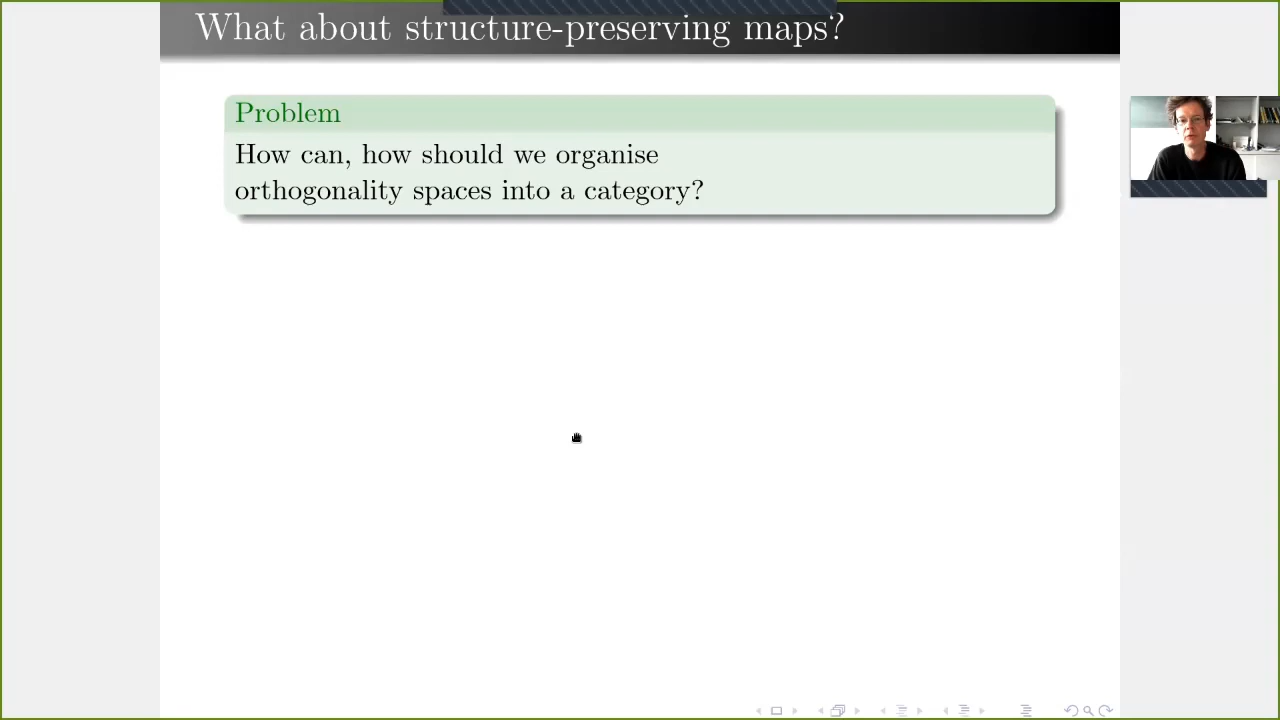 What about structure-preserving maps?
Problem
How can, how should we organise
orthogonality spaces into a category?